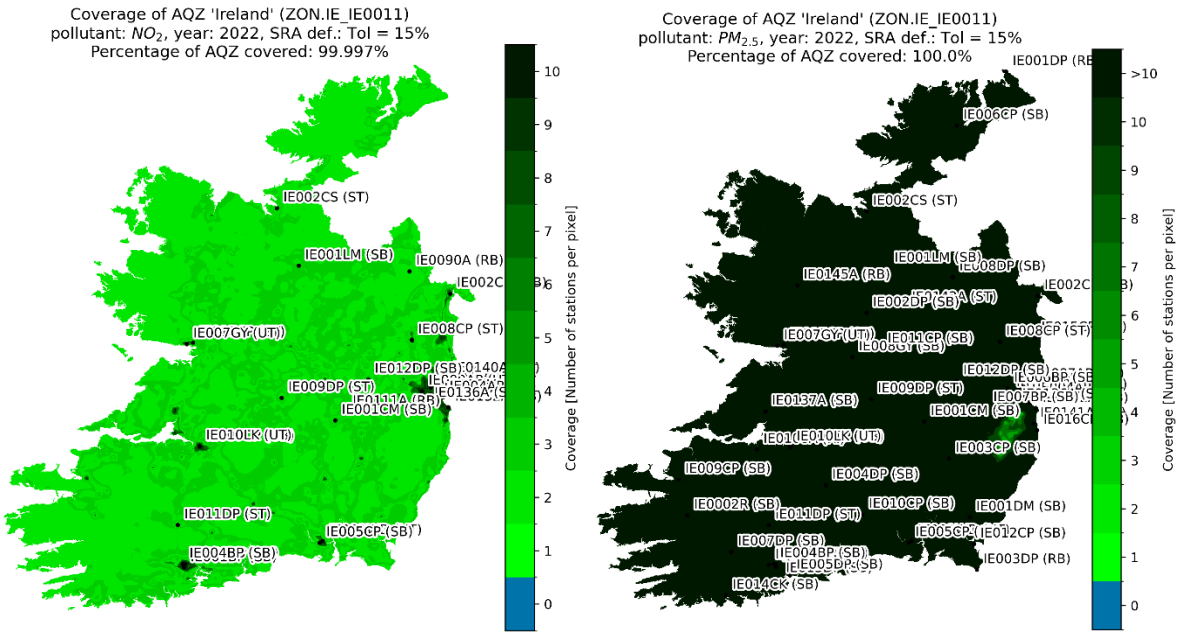 Coverage of AQZ 'Ireland' (ZON.IE_IE0011)
pollutant: NO2, year: 2022, SRA def.: Tol = 15%
Percentage of AQZ covered: 99.997%
IE002CS (ST)
IE001LM (SB)
IE0090A (RB)
IE002C
IE008CP (ST)
IE007GY (UT)
IE012DP (SB)
IE0140A
IE009DP (ST)
IE0136A
IE0111A (RB)
IE001CM (SB)
IE010LK (UT)
IE011DP (ST)
IE005CP (SB)
IE004BP (SB)
10
9
8
7
6
5
4
3
2
1
0
Coverage [Number of stations per pixel]
Coverage of AQZ 'Ireland' (ZON.IE_IE0011)
pollutant: PM2.5, year: 2022, SRA def.: Tol = 15%
Percentage of AQZ covered: 100.0%
IE001DP (RB
IE006CP (SB)
IE002CS (ST)
IE001LM (SB)
IE008DP (SB)
IE0145A (RB)
IE002C
IE002DP (SB)
IE008CP (ST)
IE007GY (UT)
IE011CP (SB)
IE008GY (SB)
IE012DP (SB)
IE009DP (ST)
IE007BP (SB)
IE0137A (SB)
IE001CM (SB)
IE0141A
IE016C
IE010LK (UT)
IE003CP (SB)
IE009CP (SB)
IE004DP (SB)
IE0002R (SB)
IE010CP (SB)
IE001DM (SB)
IE011DP (ST)
IE005CP
IE012CP (SB)
IE007DP (SB)
IE004BP (SB)
IE005DP (SB)
IE003DP (RB)
IE014CK (SB)
>10
10
9
8
7
6
5
4
3
2
1
0
Coverage [Number of stations per pixel]